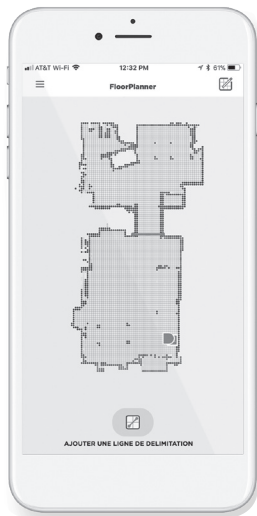 AT&T Wi-Fi 12:32 PM 61%
FloorPlanner
AJOUTER UNE LIGNE DE DELIMITATION